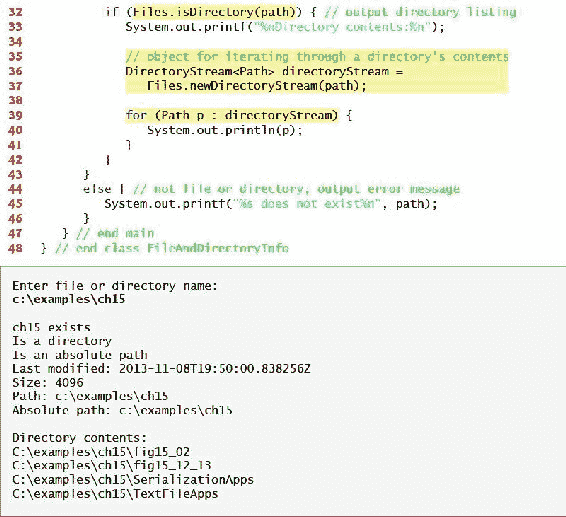 32 if (Files.isDirectory(path)) { // output directory listing
33 System.out.printf("%nDirectory contents:%n");
34
35 // object for iterating through a directory's contents
36 DirectoryStream<Path> directoryStream =
37 Files.newDirectoryStream(path);
38
39 for (Path p : directoryStream) {
40 System.out.println(p);
41 }
42 }
43 }
44 else { // not file or directory, output error message
45 System.out.printf("%s does not exist%n", path);
46 }
47 } // end main
48 } // end class FileAndDirectoryInfo
Enter file or directory name:
c:\examples\ch15
ch15 exists
Is a directory
Is an absolute path
Last modified: 2013-11-08T19:50:00.838256Z
Size: 4096
Path: c:\examples\ch15
Absolute path: c:\examples\ch15
Directory contents:
C:\examples\ch15\fig15_02
C:\examples\ch15\fig15_12_13
C:\examples\ch15\SerializationApps
C:\examples\ch15\TextFileApps